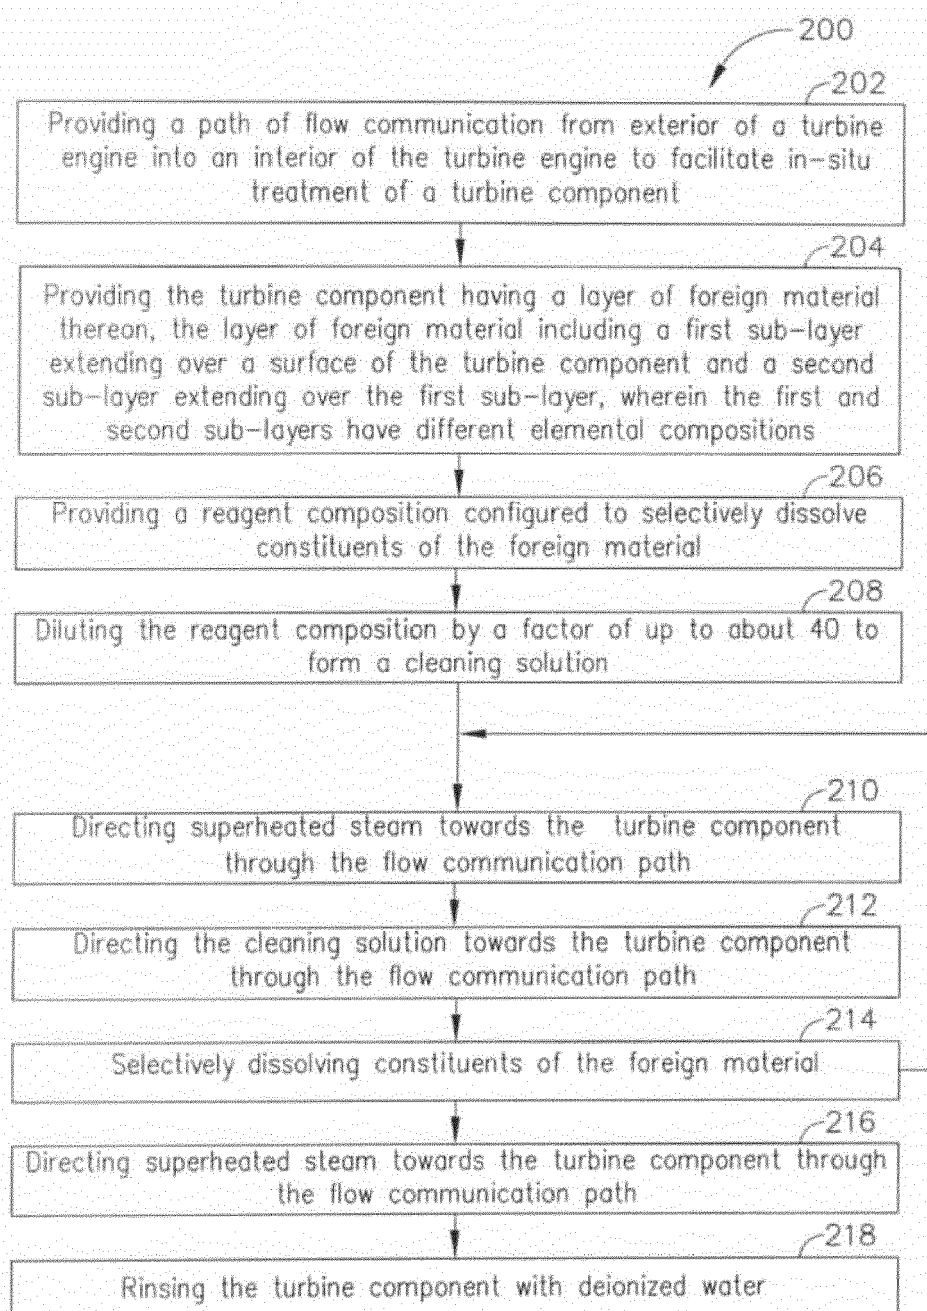 200
202
Providing a path of flow communication from exterior of a turbine
engine into an interior of the turbine engine to facilitate in-situ
treatment of a turbine component
204
Providing the turbine component having a layer of foreign material
thereon, the layer of foreign material including a first sub-layer
extending over a surface of the turbine component and a second
sub-layer extending over the first sub-layer, wherein the first and
second sub-layers have different elemental compositions
206
Providing a reagent composition configured to selectively dissolve
constituents of the foreign material
208
Diluting the reagent composition by a factor of up to about 40 to
form a cleaning solution
210
Directing superheated steam towards the turbine component
through the flow communication path
212
Directing the cleaning solution towards the turbine component
through the flow communication path
214
Selectively dissolving constituents of the foreign material
216
Directing superheated steam towards the turbine component through
the flow communication path
218
Rinsing the turbine component with deionized water